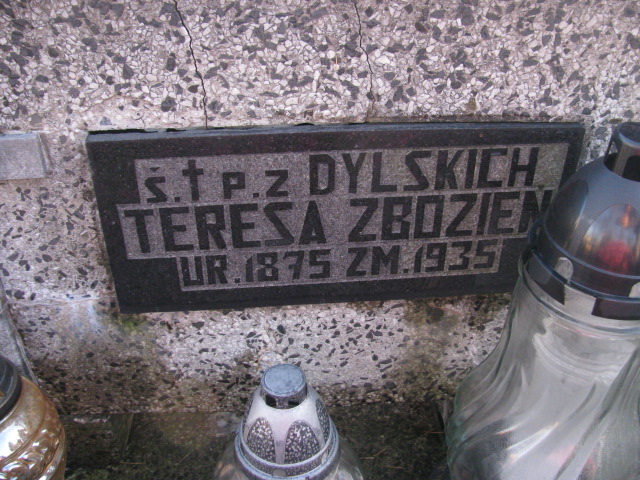 Ś.†P. Z DYLSKICH
TERESA ZBOZIEŃ
UR. 1875 ZM. 1935